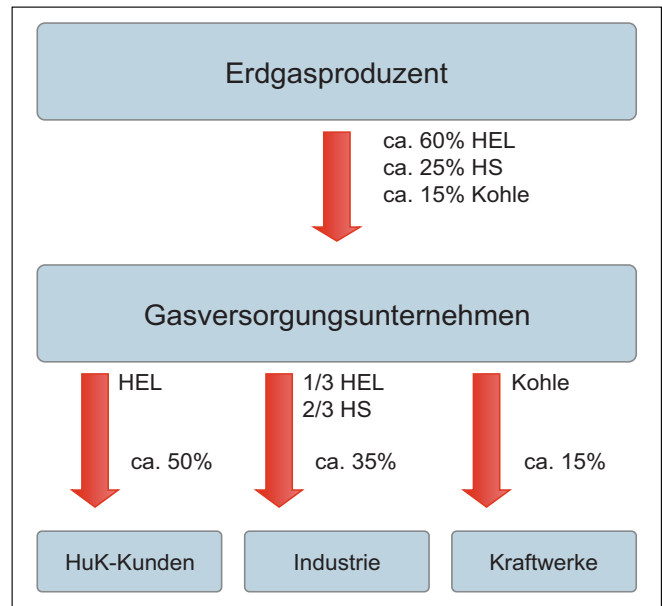 Erdgasproduzent
ca. 60% HEL
ca. 25% HS
ca. 15% Kohle
Gasversorgungsunternehmen
HEL
1/3 HEL
2/3 HS
Kohle
ca. 50%
ca. 35%
ca. 15%
HuK-Kunden
Industrie
Kraftwerke